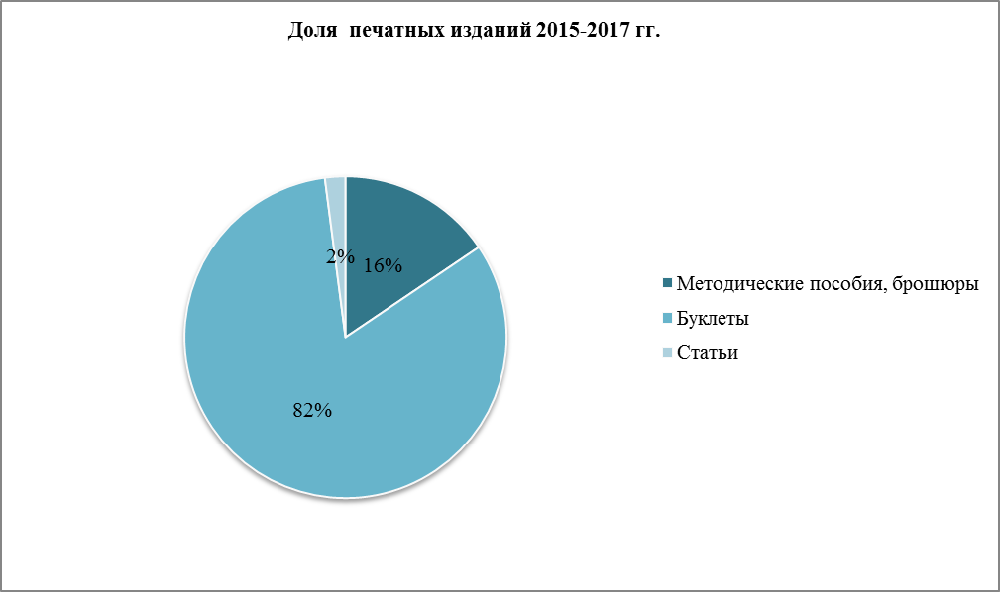 Доля  печатных изданий 2015-2017 гг.
2%
16%
82%
Методические пособия, брошюры
Буклеты
Статьи